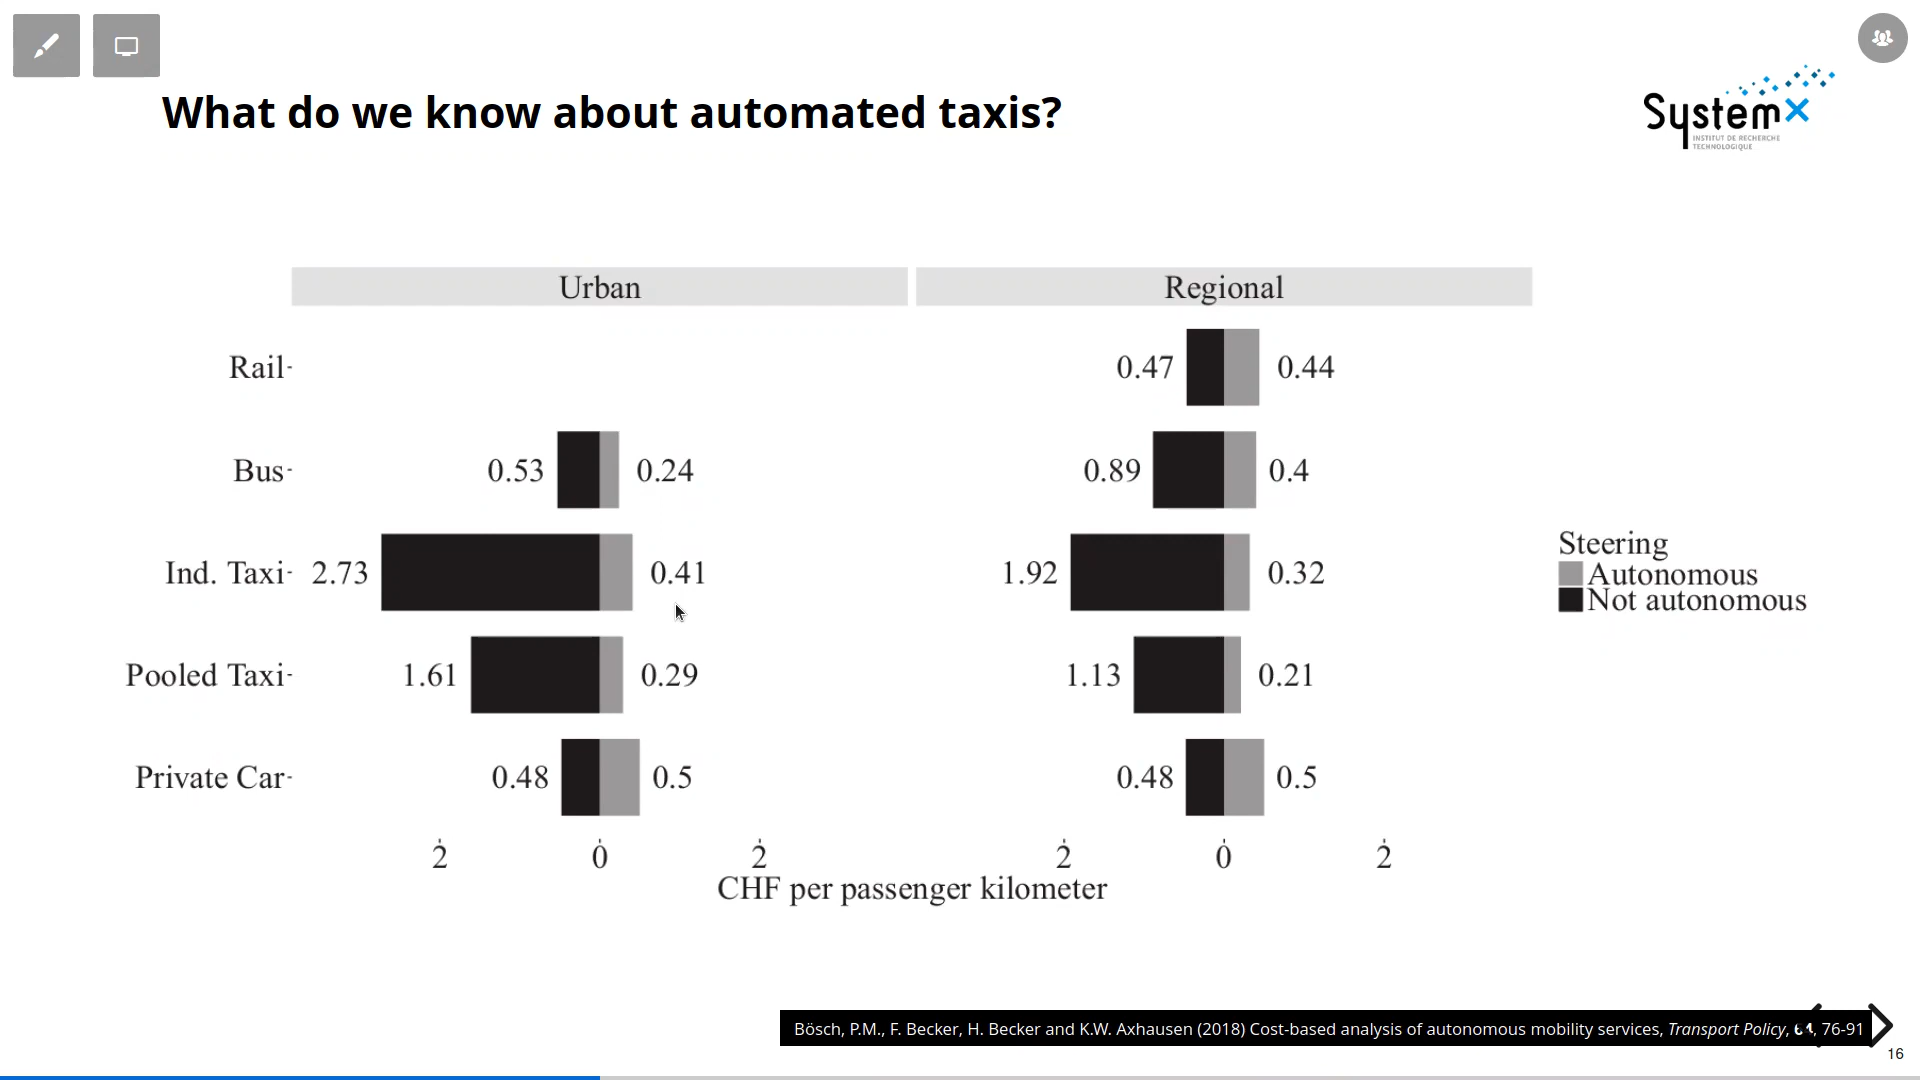 What do we know about automated taxis?
SystemX
INSTITUT DE RECHERCHE
TECHNOLOGIQUE
Urban
Regional
Rail
0.47
0.44
Bus
0.53
0.24
0.89
0.4
Ind. Taxi
2.73
0.41
1.92
0.32
Pooled Taxi
1.61
0.29
1.13
0.21
Private Car
0.48
0.5
0.48
0.5
2 0 2
2 0 2
CHF per passenger kilometer
Steering
Autonomous
Not autonomous
Bösch, P.M., F. Becker, H. Becker and K.W. Axhausen (2018) Cost-based analysis of autonomous mobility services, Transport Policy, 76-91
16